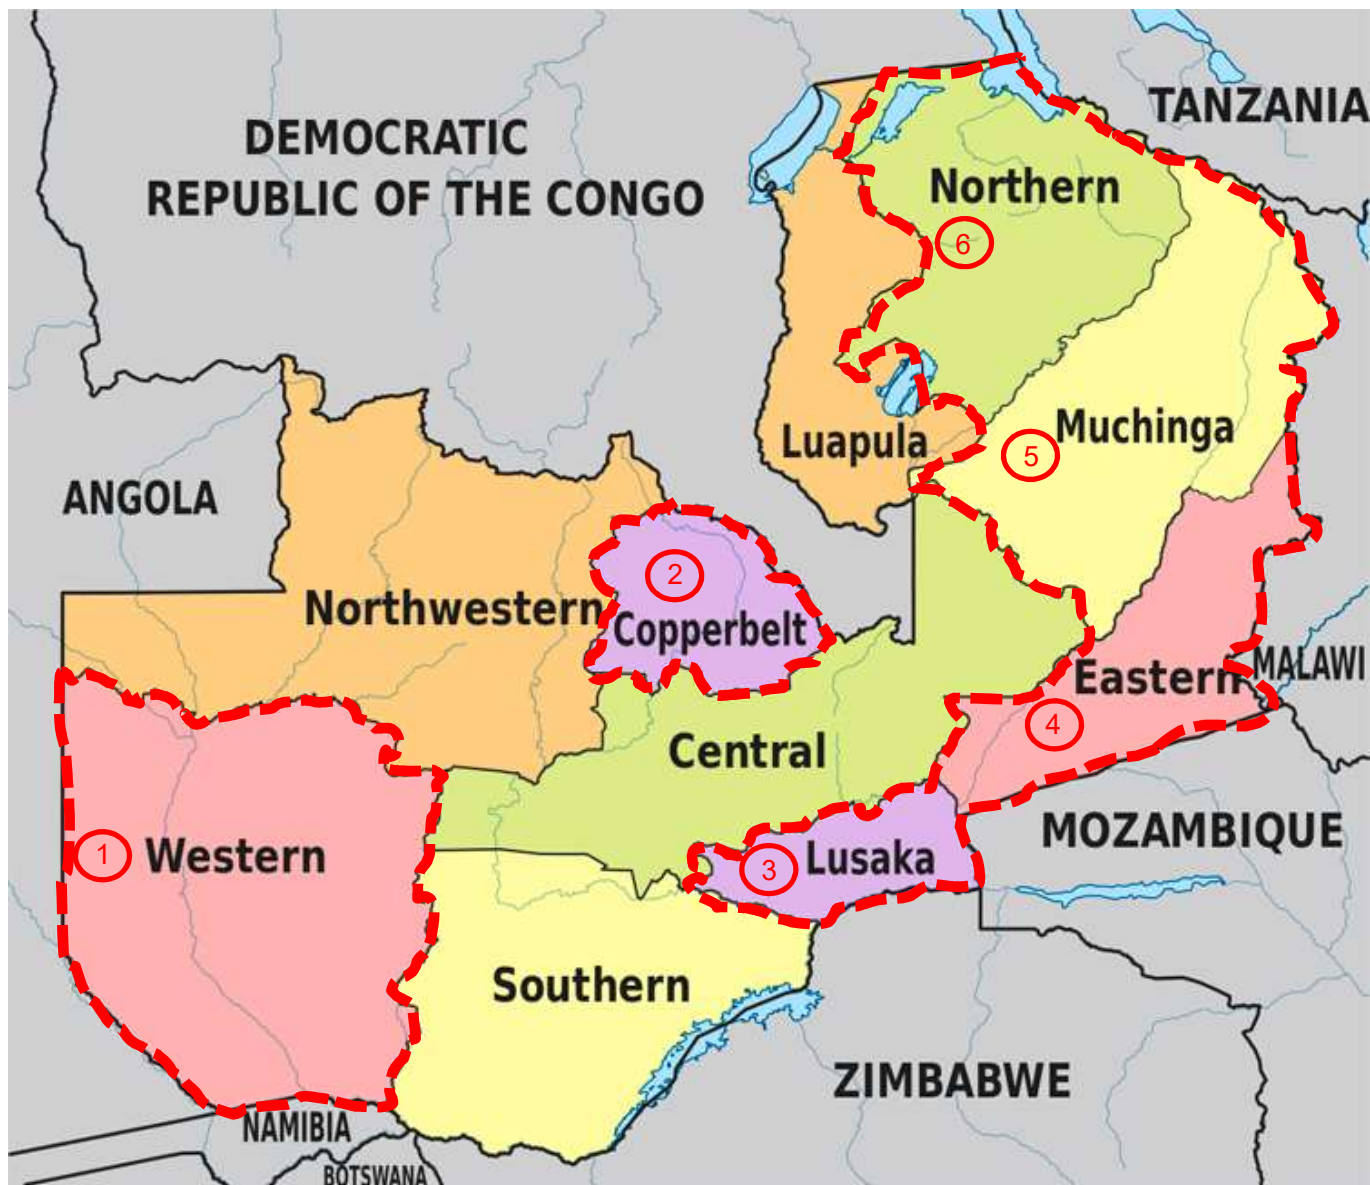 TANZANIA
DEMOCRATIC
REPUBLIC OF THE CONGO
Northern
6
Muchinga
Luapula
5
ANGOLA
2
Northwestern
Copperbelt
MALAWI
Eastern
4
Central
MOZAMBIQUE
1
Western
3
Lusaka
Southern
ZIMBABWE
NAMIBIA
BOTSWANA